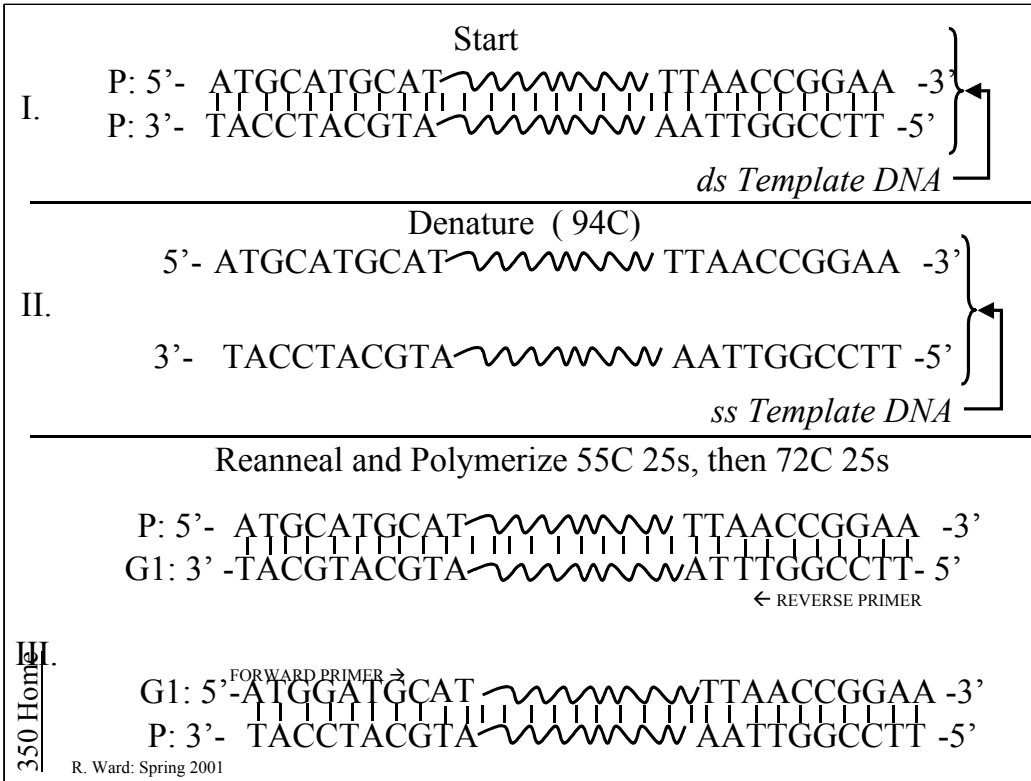 Start
P: 5’- ATGCATGCAT TTAACCGGAA -3’
I.
P: 3’- TACCTACGTA AATTGGCCTT -5’
ds Template DNA
Denature ( 94C)
5’- ATGCATGCAT TTAACCGGAA -3’
II.
3’- TACCTACGTA AATTGGCCTT -5’
ss Template DNA
Reanneal and Polymerize 55C 25s, then 72C 25s
P: 5’- ATGCATGCAT TTAACCGGAA -3’
G1: 3’ -TACGTACGTA ATTTGGCCTT- 5’
← REVERSE PRIMER
III.
FORWARD PRIMER →
G1: 5’-ATGGATGCAT TTAACCGGAA -3’
P: 3’- TACCTACGTA AATTGGCCTT -5’
350 Home
R. Ward: Spring 2001